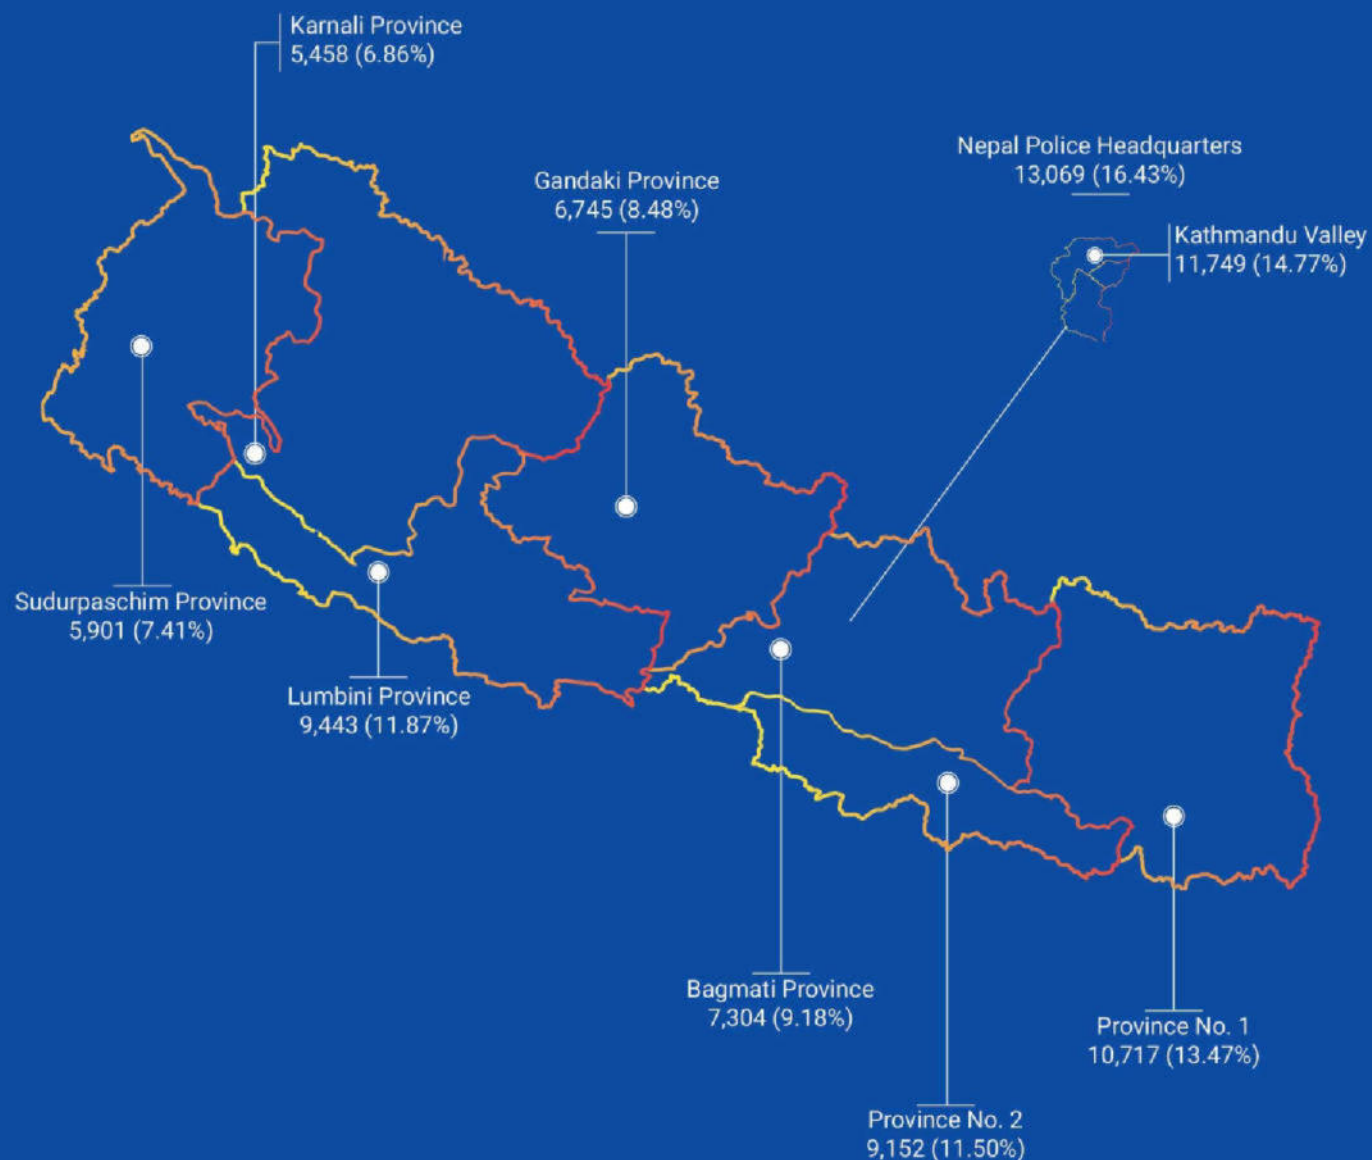 Karnali Province
5,458 (6.86%)
Nepal Police Headquarters
13,069 (16.43%)
Gandaki Province
6,745 (8.48%)
Kathmandu Valley
11,749 (14.77%)
Sudurpaschim Province
5,901 (7.41%)
Lumbini Province
9,443 (11.87%)
Bagmati Province
7,304 (9.18%)
Province No. 1
10,717 (13.47%)
Province No. 2
9,152 (11.50%)